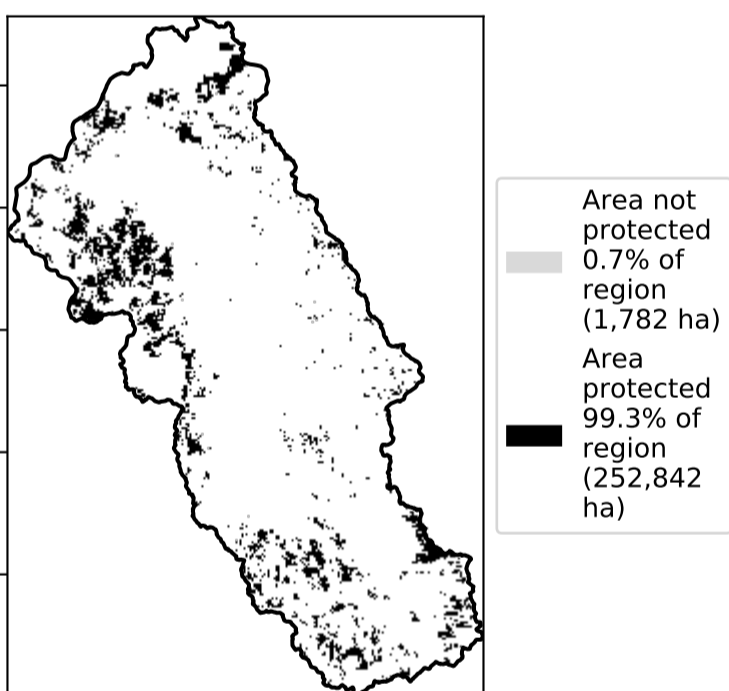 Area not
protected
0.7% of
region
(1,782 ha)
Area
protected
99.3% of
region
(252,842
ha)